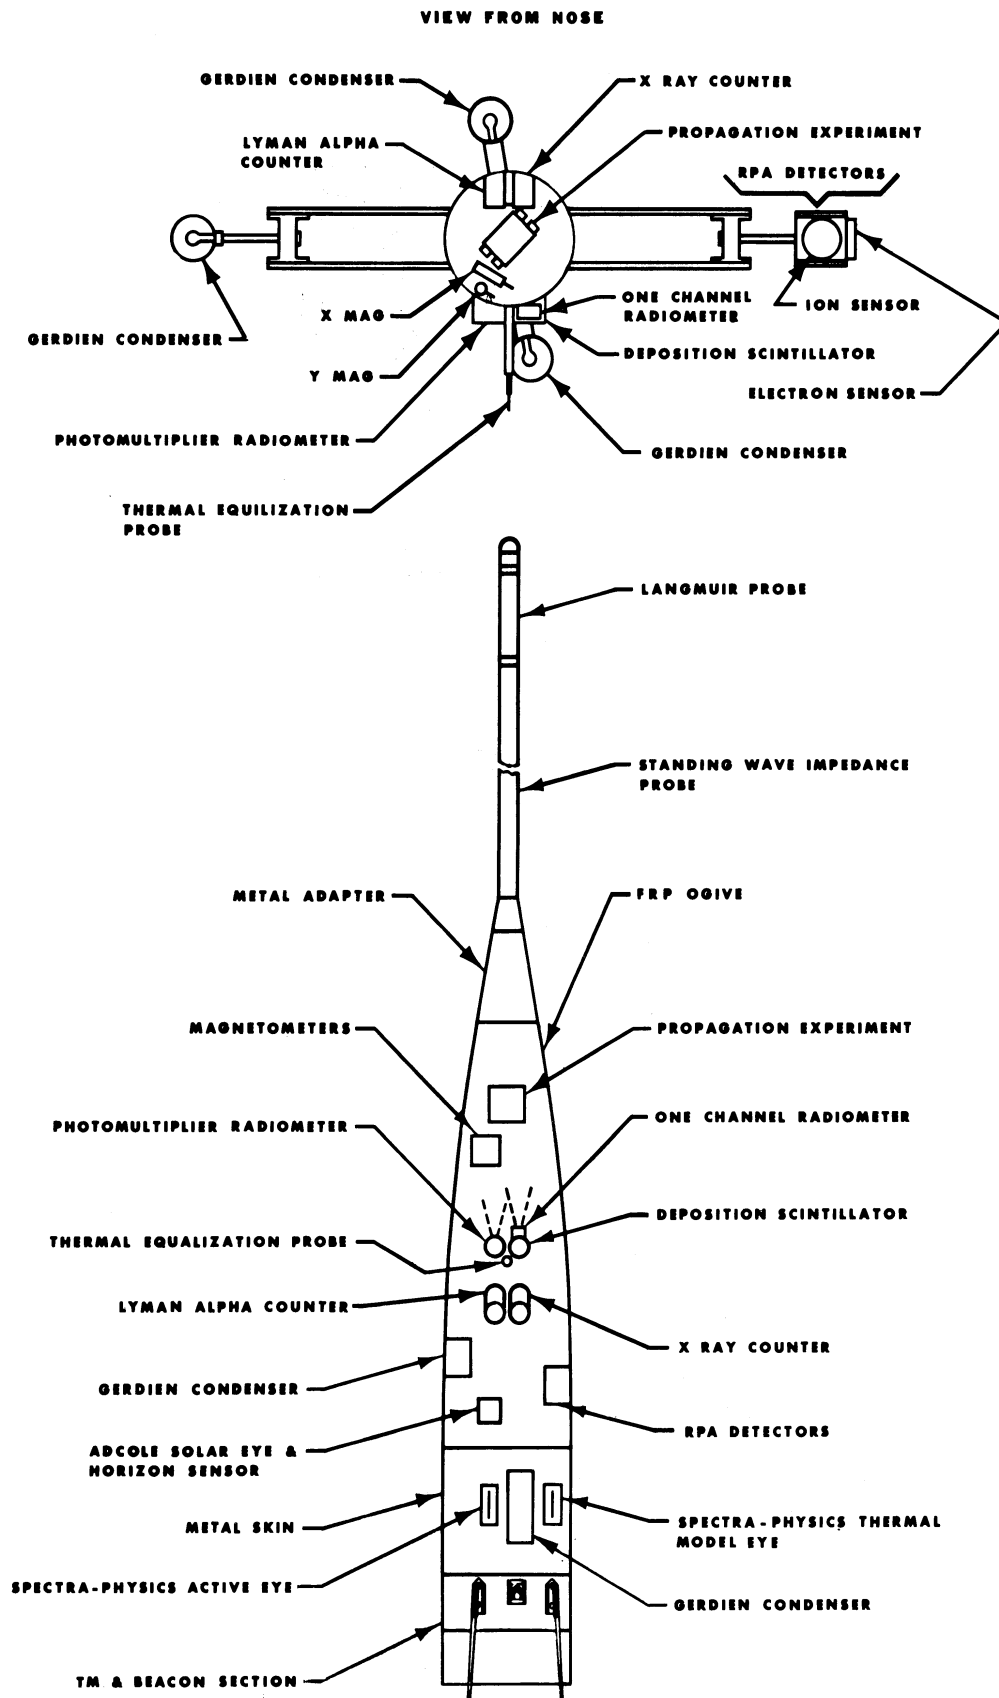 VIEW FROM NOSE
GERDIEN CONDENSER
X RAY COUNTER
LYMAN ALPHA
COUNTER
PROPAGATION EXPERIMENT
RPA DETECTORS
X MAG
ONE CHANNEL
RADIOMETER
ION SENSOR
GERDIEN CONDENSER
DEPOSITION SCINTILLATOR
Y MAG
ELECTRON SENSOR
PHOTOMULTIPLIER RADIOMETER
GERDIEN CONDENSER
THERMAL EQUILIZATION
PROBE
LANGMUIR PROBE
STANDING WAVE IMPEDANCE
PROBE
METAL ADAPTER
FRP OGIVE
MAGNETOMETERS
PROPAGATION EXPERIMENT
PHOTOMULTIPLIER RADIOMETER
ONE CHANNEL RADIOMETER
DEPOSITION SCINTILLATOR
THERMAL EQUALIZATION PROBE
LYMAN ALPHA COUNTER
X RAY COUNTER
GERDIEN CONDENSER
RPA DETECTORS
ADCOLE SOLAR EYE &
HORIZON SENSOR
METAL SKIN
SPECTRA-PHYSICS THERMAL
MODEL EYE
SPECTRA-PHYSICS ACTIVE EYE
GERDIEN CONDENSER
TM & BEACON SECTION